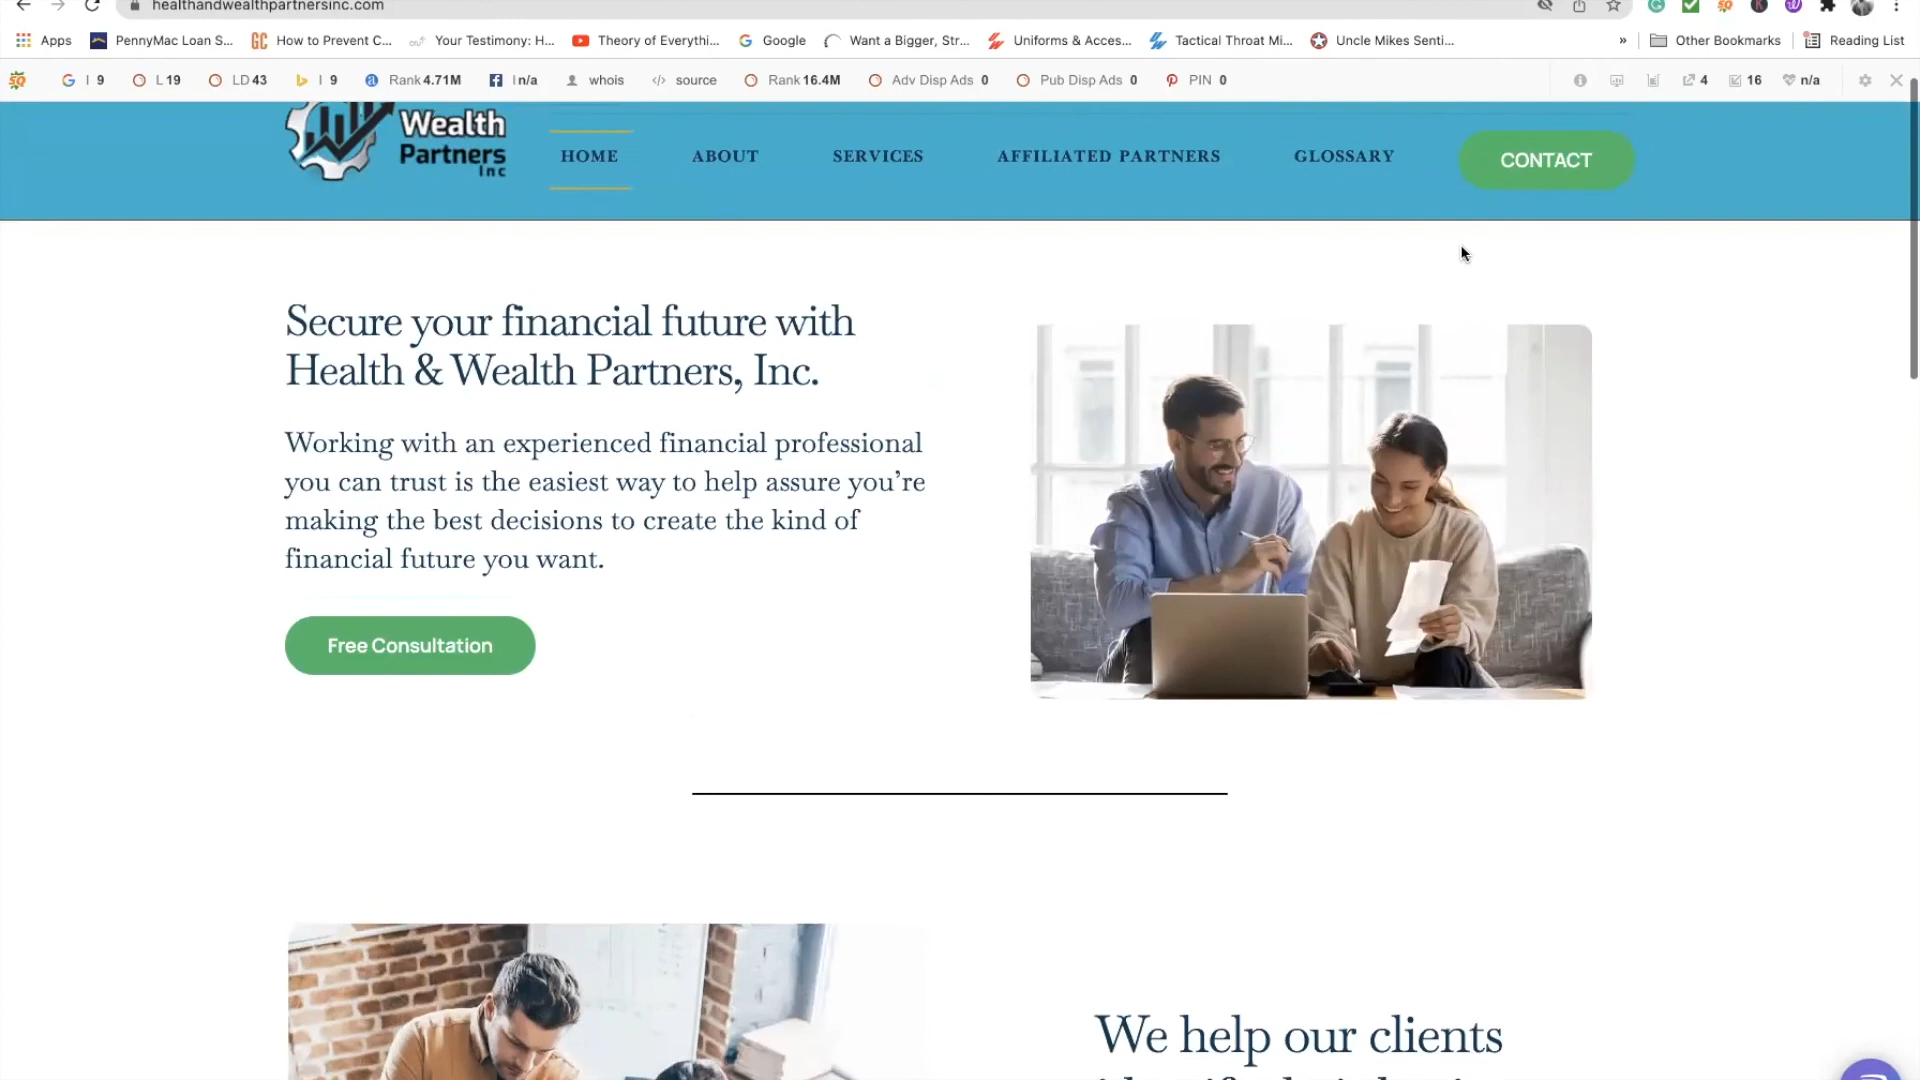 healthandwealthpartnersinc.com
Apps PennyMac Loan S... How to Prevent C... Your Testimony: H... Theory of Everythi... Google Want a Bigger, Str... Uniforms & Acces... Tactical Throat Mi... Uncle Mikes Senti... » Other Bookmarks Reading List
I 9 L 19 LD 43 I 9 Rank 4.71M I n/a whois source Rank 16.4M Adv Disp Ads 0 Pub Disp Ads 0 PIN 0 4 16 n/a
Wealth
Partners
Inc
HOME ABOUT SERVICES AFFILIATED PARTNERS GLOSSARY CONTACT
Secure your financial future with
Health & Wealth Partners, Inc.
Working with an experienced financial professional
you can trust is the easiest way to help assure you’re
making the best decisions to create the kind of
financial future you want.
Free Consultation
We help our clients